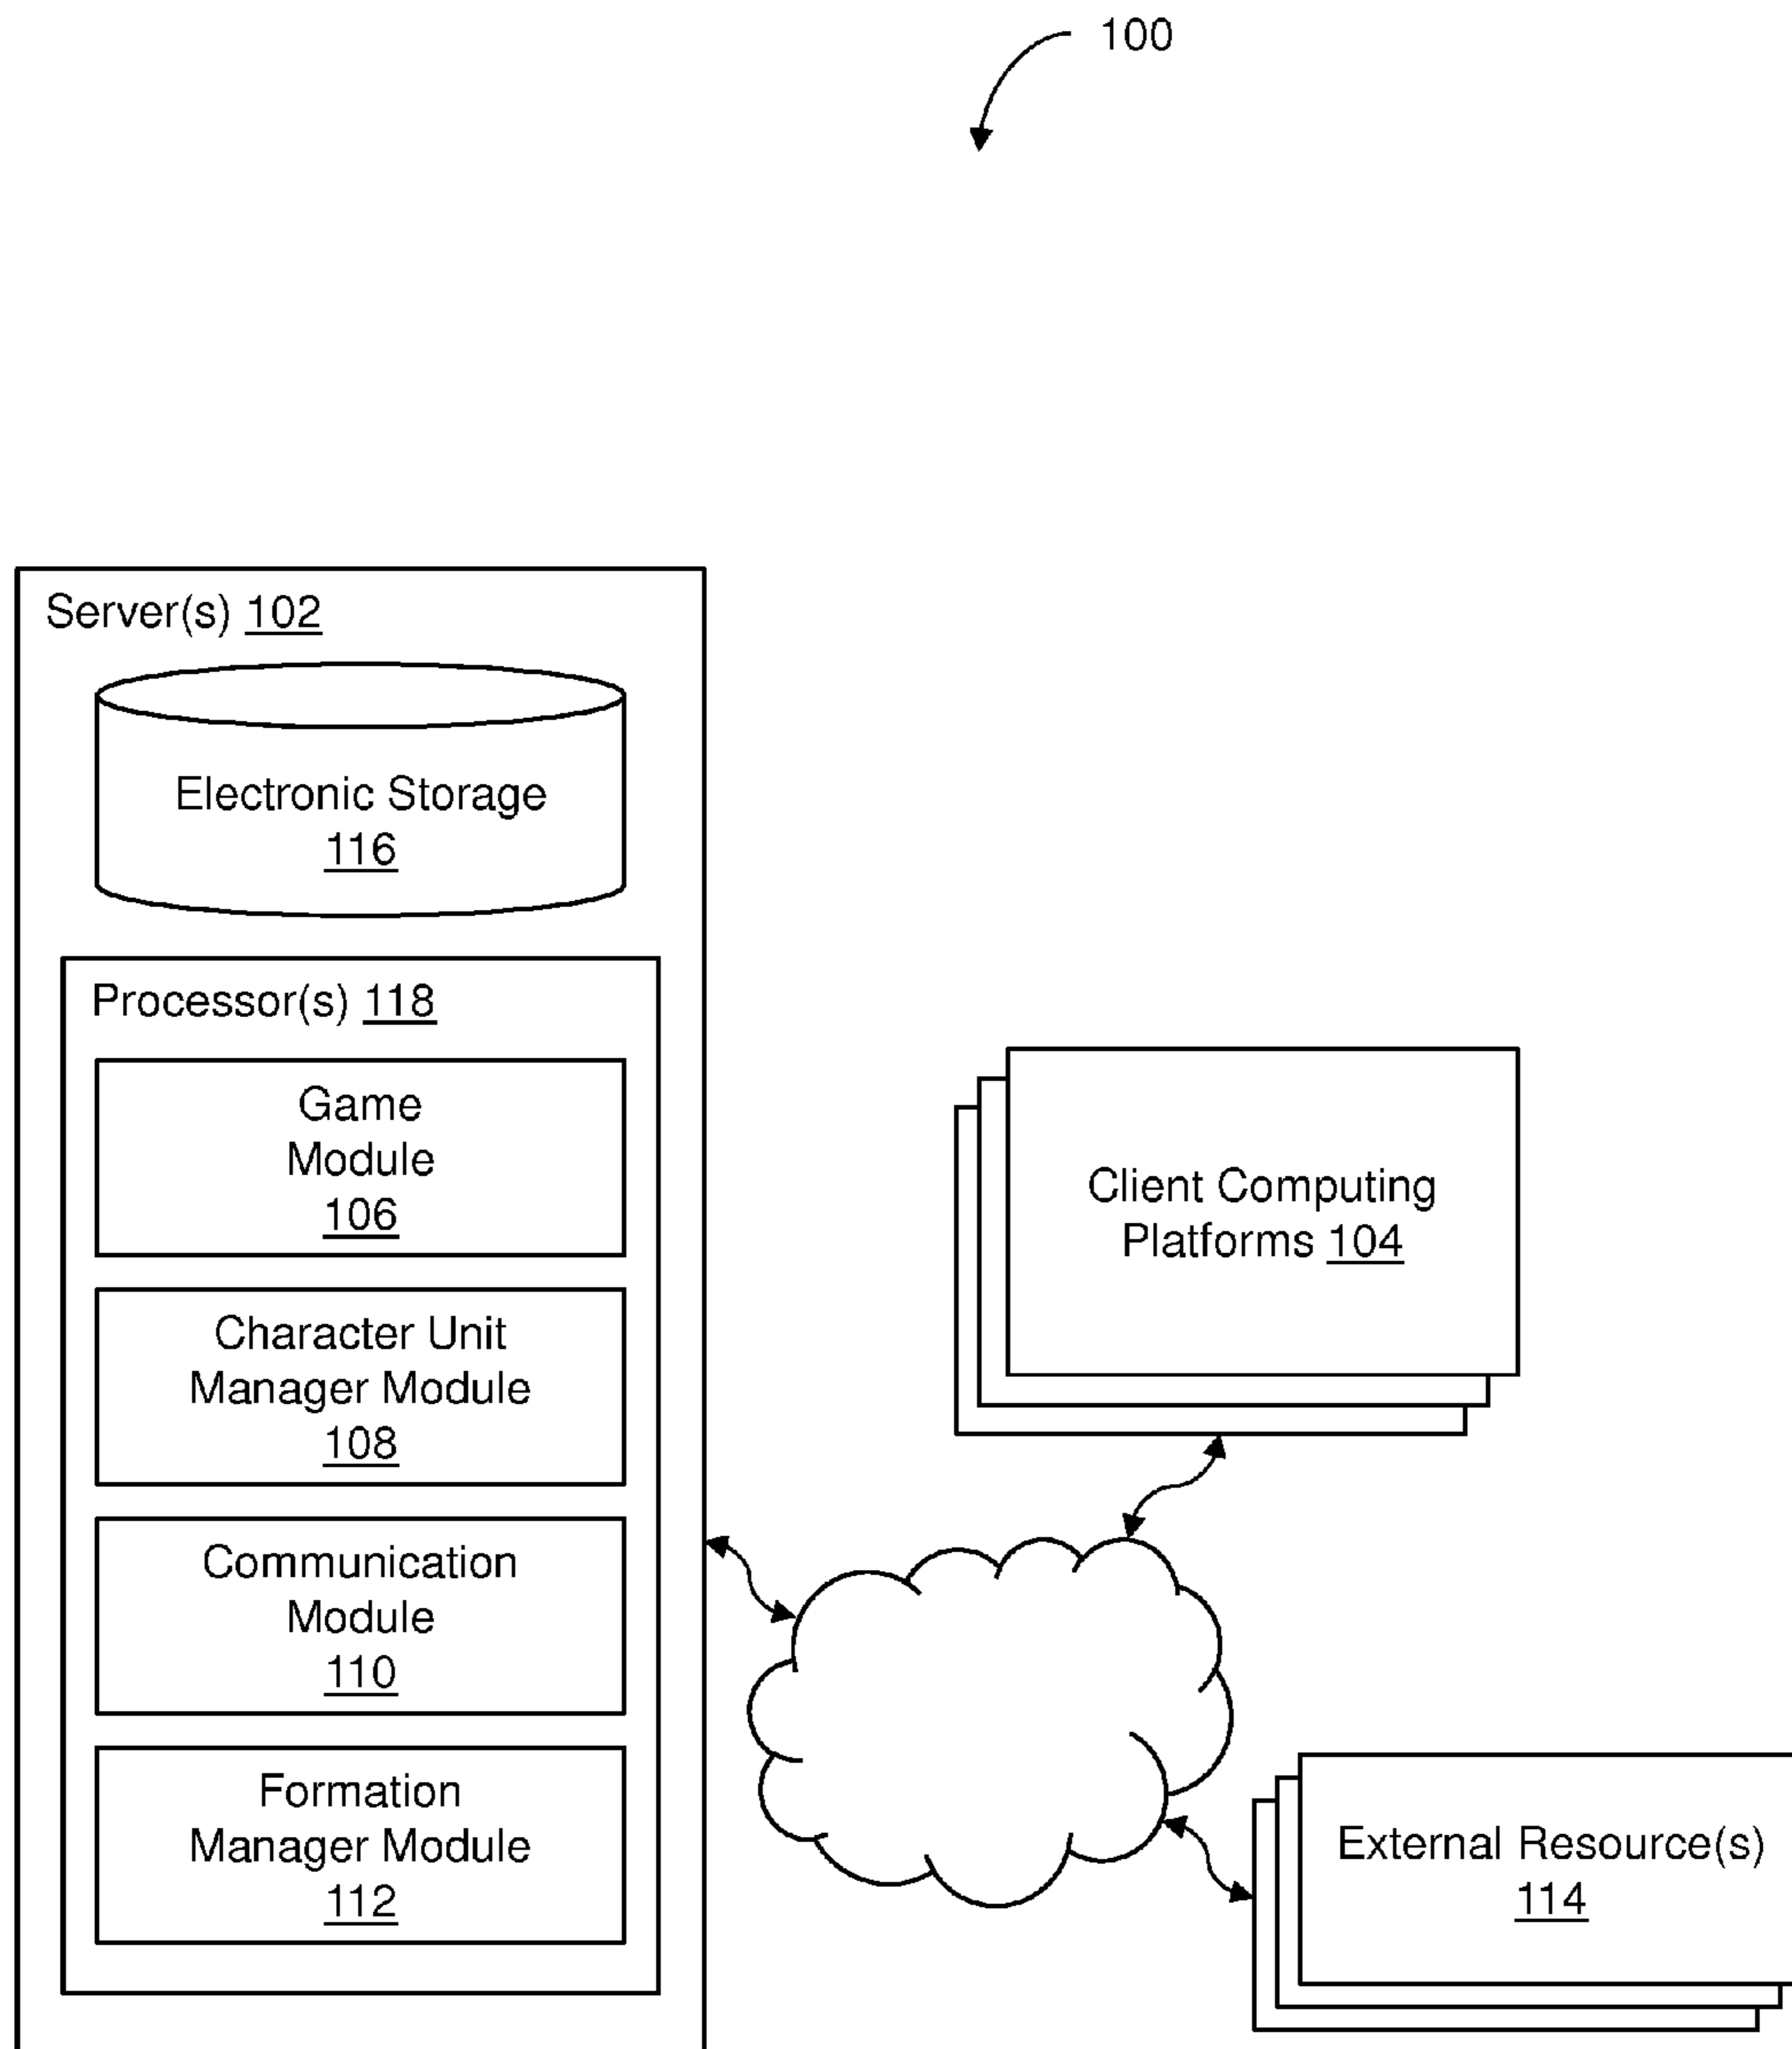 100
Server(s) 102
Electronic Storage
116
Processor(s) 118
Game
Module
106
Character Unit
Manager Module
108
Communication
Module
110
Formation
Manager Module
112
Client Computing
Platforms 104
External Resource(s)
114